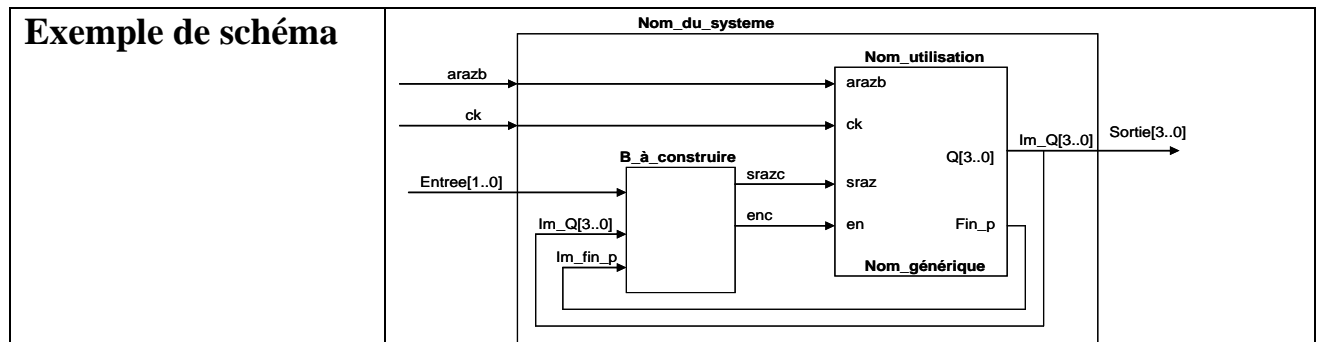 Exemple de schéma
Nom_du_systeme
Nom_utilisation
arazb
arazb
ck
ck
Im_Q[3..0]
Sortie[3..0]
Q[3..0]
B_à_construire
srazc
Entree[1..0]
sraz
enc
Im_Q[3..0]
en
Fin_p
Im_fin_p
Nom_générique